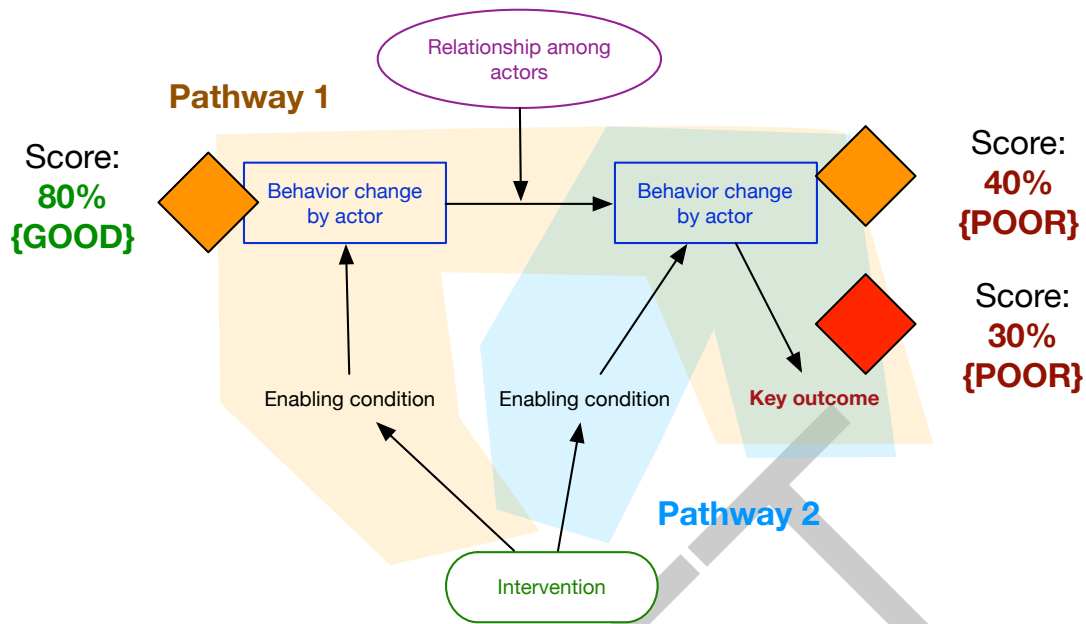 Relationship among
actors
Pathway 1
Score:
80%
{GOOD}
Behavior change
by actor
Behavior change
by actor
Score:
40%
{POOR}
Score:
30%
{POOR}
Enabling condition
Enabling condition
Key outcome
Pathway 2
Intervention